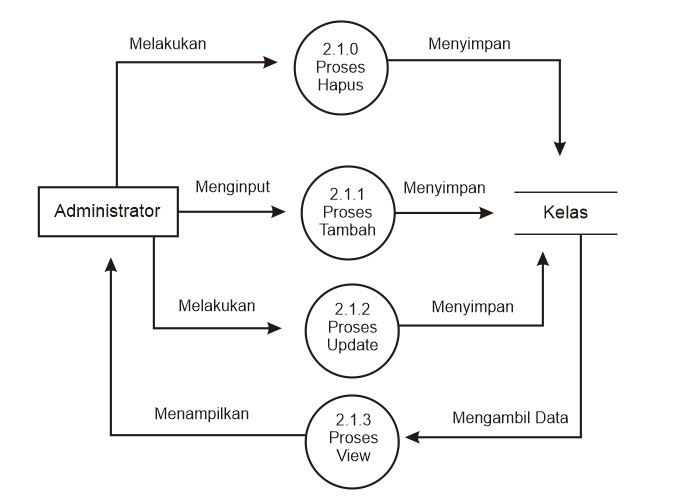 Melakukan
2.1.0
Proses
Hapus
Menyimpan
Administrator
Menginput
2.1.1
Proses
Tambah
Menyimpan
Kelas
Melakukan
2.1.2
Proses
Update
Menyimpan
Menampilkan
2.1.3
Proses
View
Mengambil Data